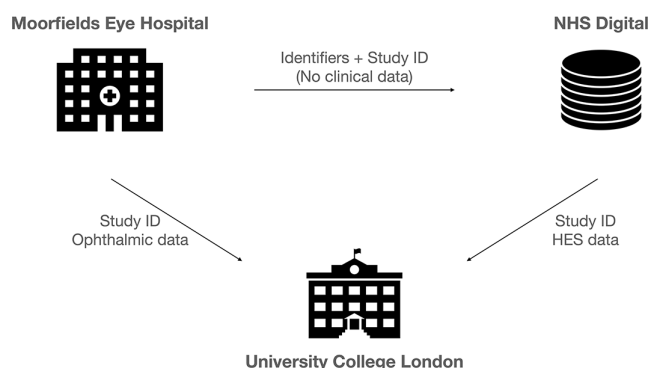 Moorfields Eye Hospital
NHS Digital
Identifiers + Study ID
(No clinical data)
Study ID
Ophthalmic data
Study ID
HES data
University College London